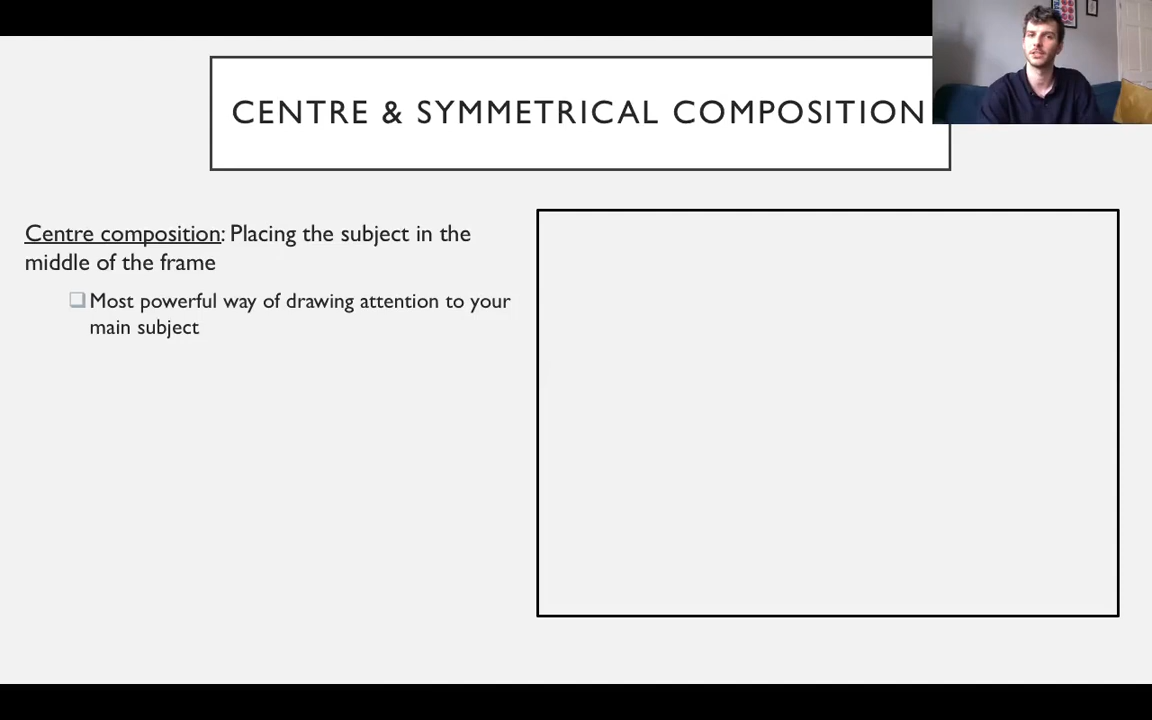 CENTRE & SYMMETRICAL COMPOSITION
Centre composition: Placing the subject in the
middle of the frame
Most powerful way of drawing attention to your
main subject